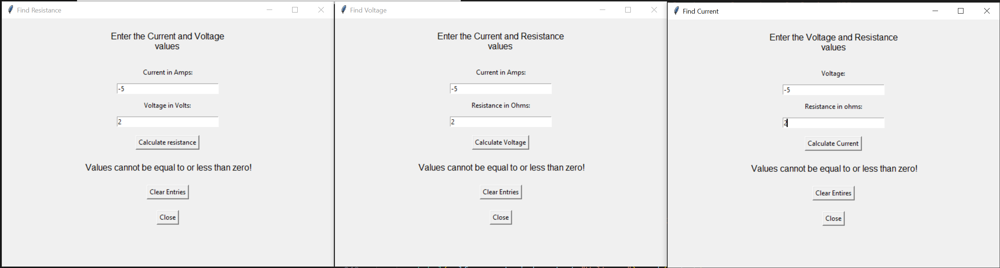 Find Resistance
Enter the Current and Voltage
values
Current in Amps:
-5
Voltage in Volts:
2
Calculate resistance
Values cannot be equal to or less than zero!
Clear Entries
Close
Find Voltage
Enter the Current and Resistance
values
Current in Amps:
-5
Resistance in Ohms:
2
Calculate Voltage
Values cannot be equal to or less than zero!
Clear Entries
Close
Find Current
Enter the Voltage and Resistance
values
Voltage:
-5
Resistance in ohms:
2
Calculate Current
Values cannot be equal to or less than zero!
Clear Entires
Close